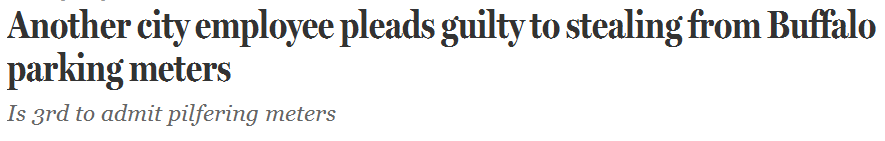 Another city employee pleads guilty to stealing from Buffalo
parking meters
Is 3rd to admit pilfering meters